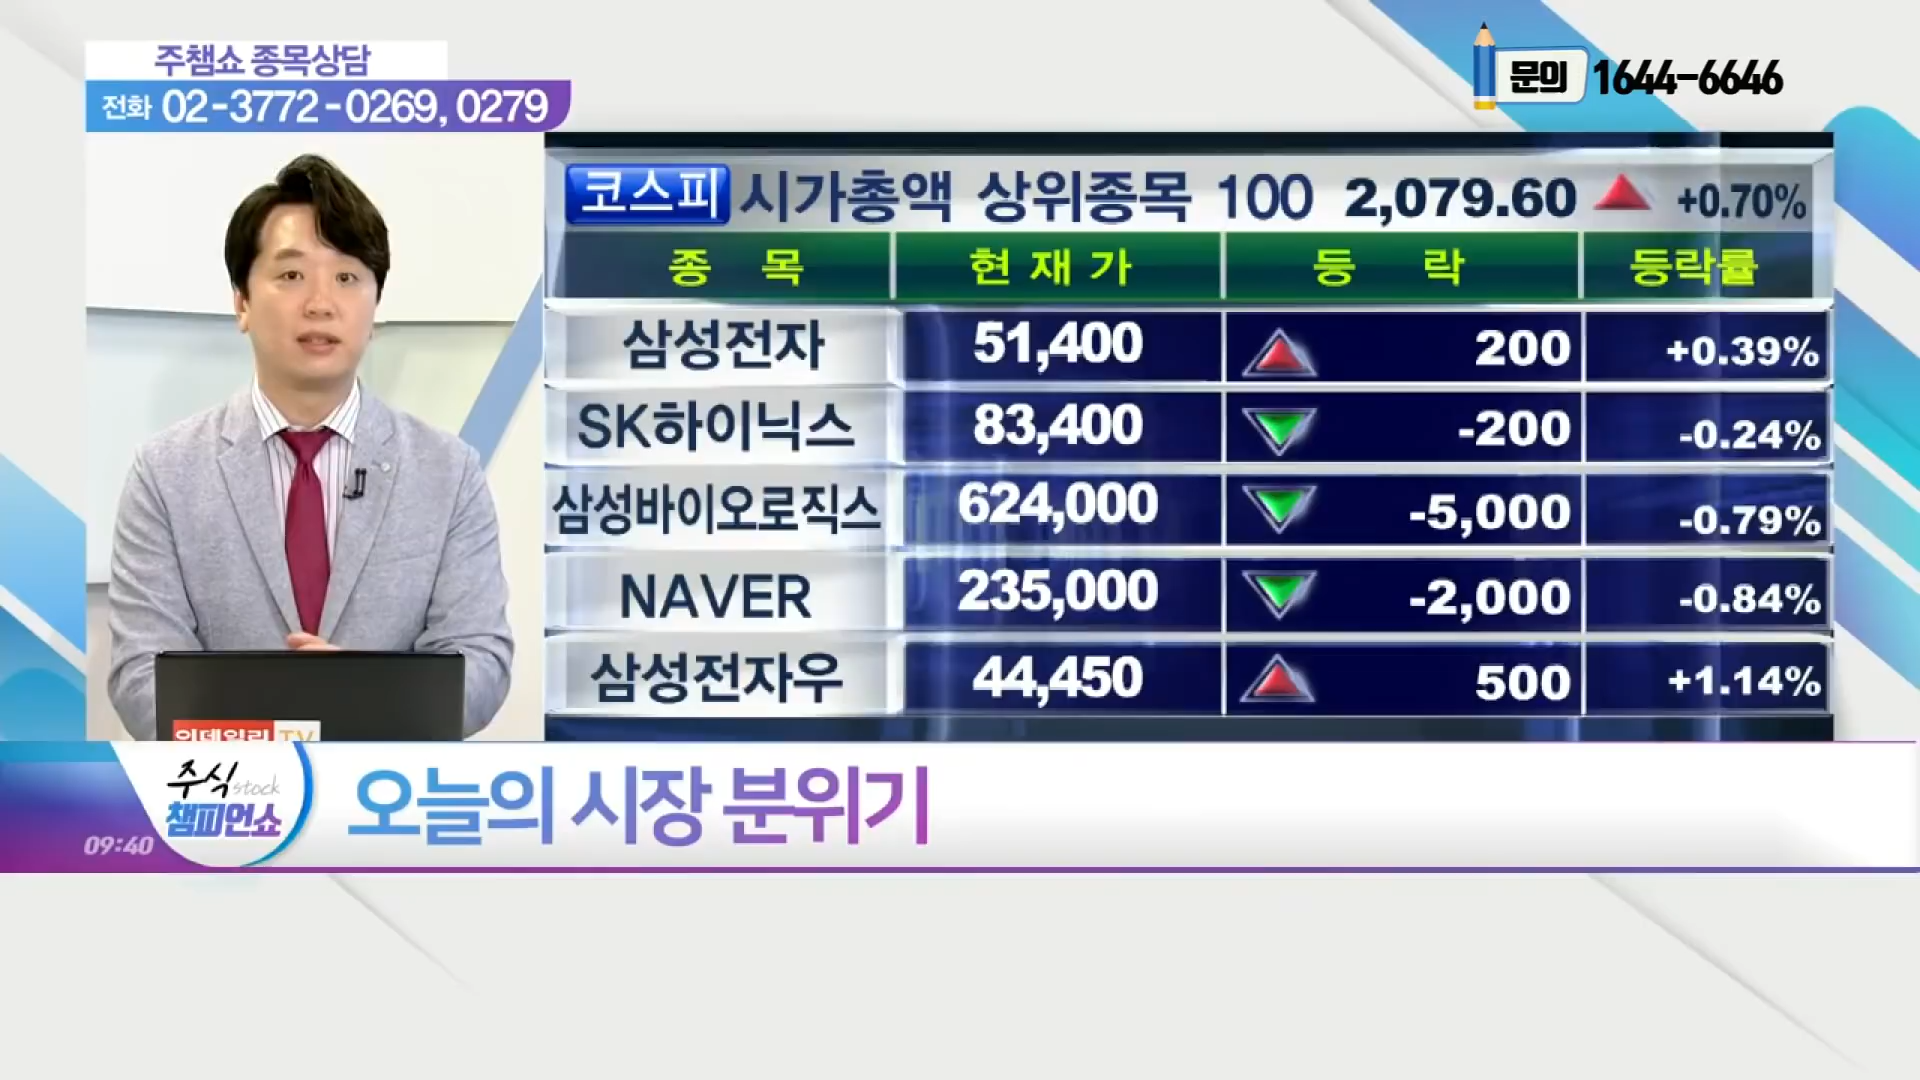 주챔쇼 종목상담
전화 02-3772-0269, 0279
문의 1644-6646
코스피 시가총액 상위종목 100 2,079.60 ▲ +0.70%
종 목 현 재 가 등 락 등락률
삼성전자 51,400 ▲ 200 +0.39%
SK하이닉스 83,400 ▼ -200 -0.24%
삼성바이오로직스 624,000 ▼ -5,000 -0.79%
NAVER 235,000 ▼ -2,000 -0.84%
삼성전자우 44,450 ▲ 500 +1.14%
이데일리 TV
주식 stock
챔피언쇼
09:40
오늘의 시장 분위기